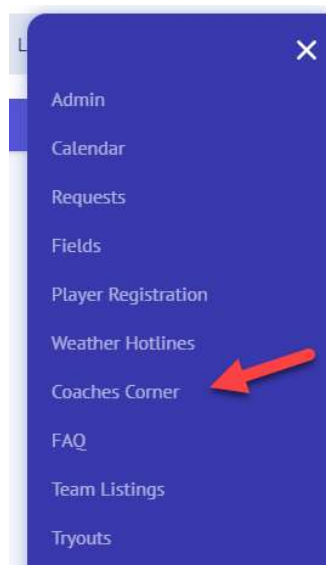 L
Admin
Calendar
Requests
Fields
Player Registration
Weather Hotlines
Coaches Corner
FAQ
Team Listings
Tryouts